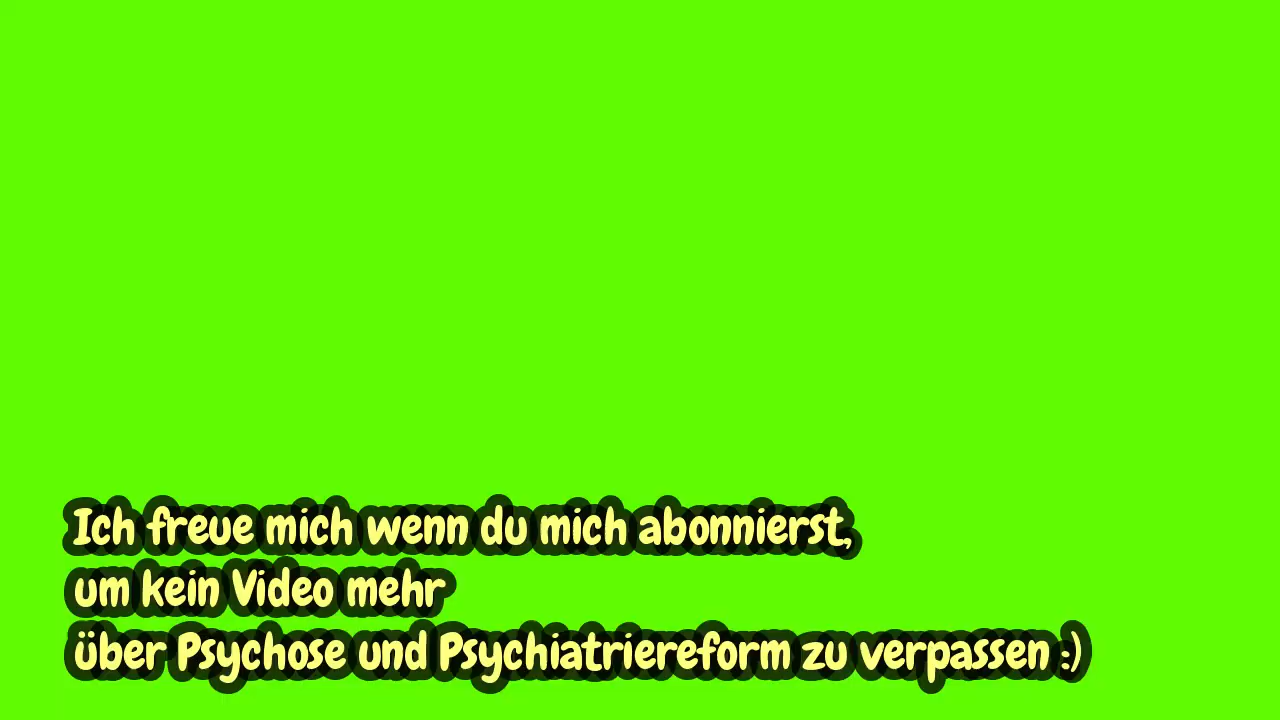 Ich freue mich wenn du mich abonnierst,
um kein Video mehr
über Psychose und Psychiatriereform zu verpassen :)